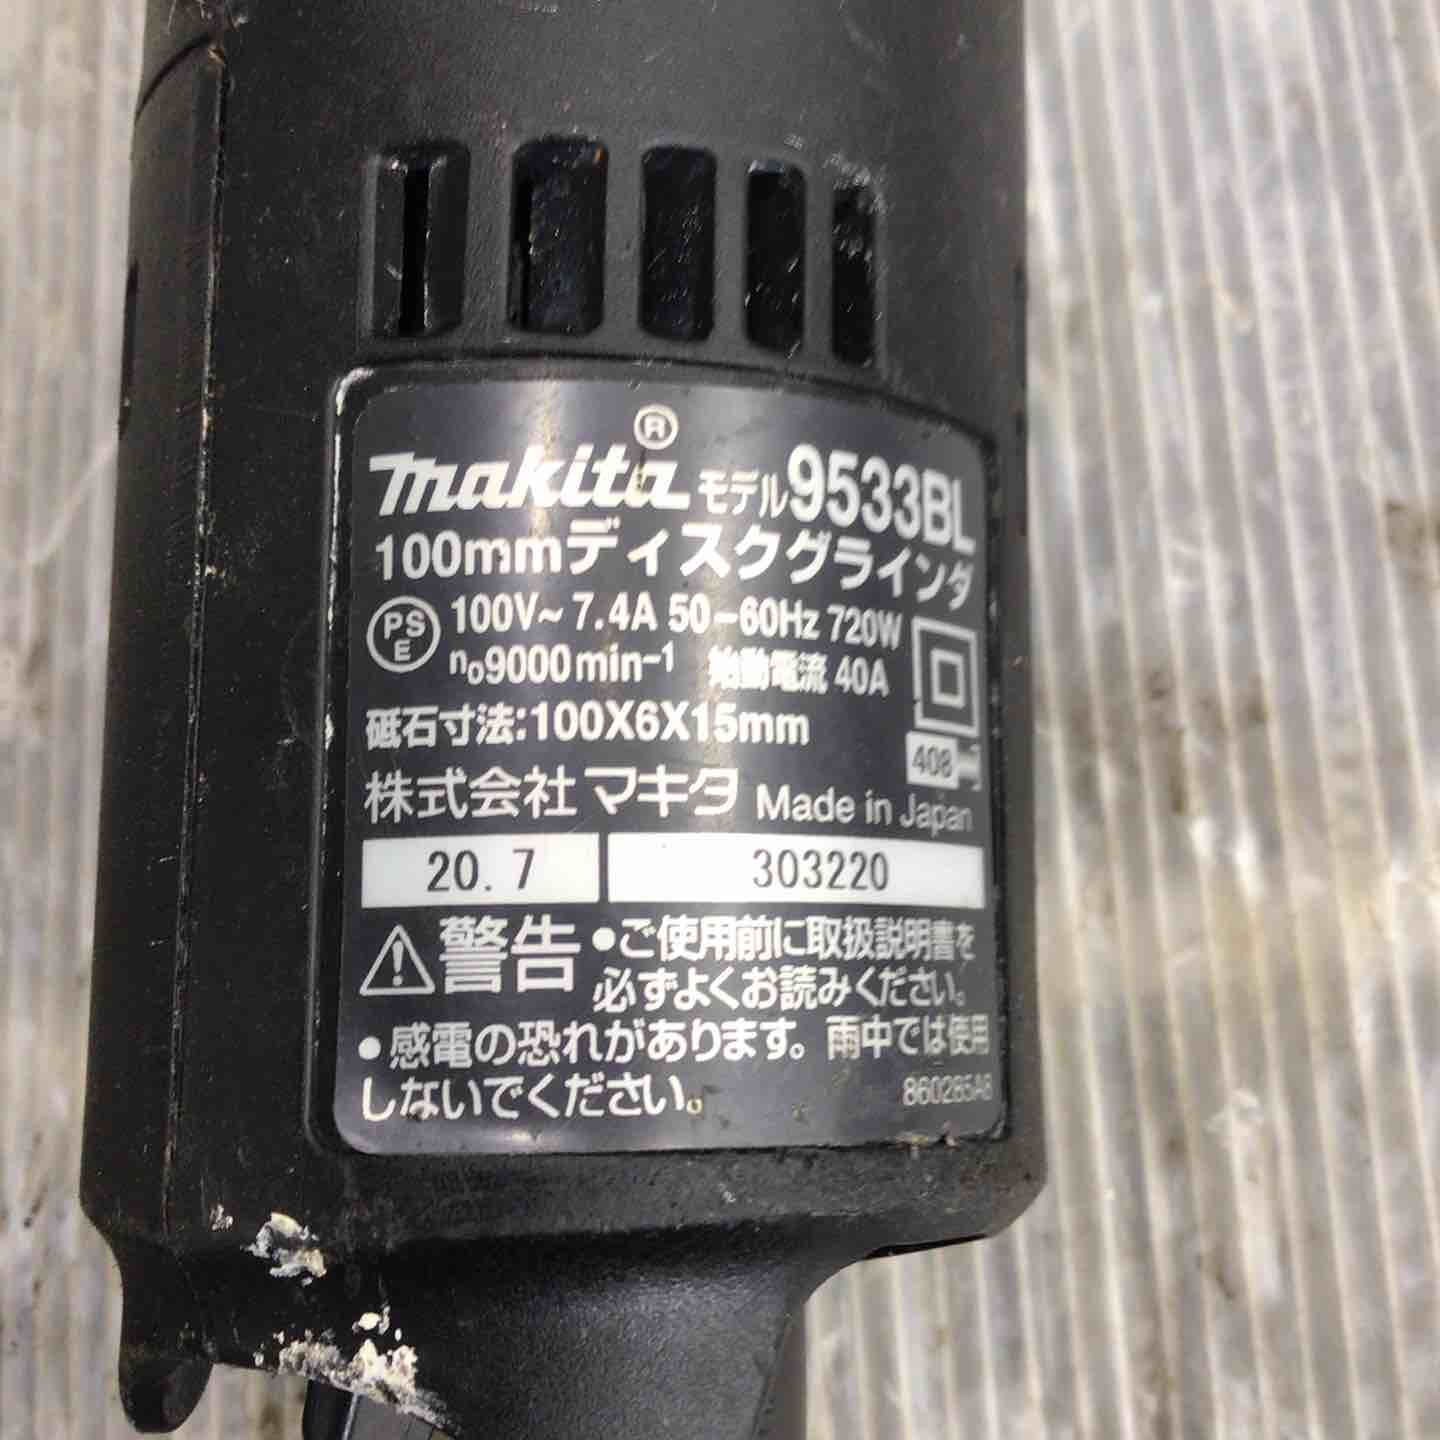 makita® モデル9533BL
100mmディスクグラインダ
PSE 100V~ 7.4A 50-60Hz 720W
n₀9000min⁻¹ 始動電流 40A
砥石寸法:100X6X15mm
408
株式会社 マキタ Made in Japan
20.7 303220
警告 •ご使用前に取扱説明書を
必ずよくお読みください。
•感電の恐れがあります。雨中では使用
しないでください。
860285A8